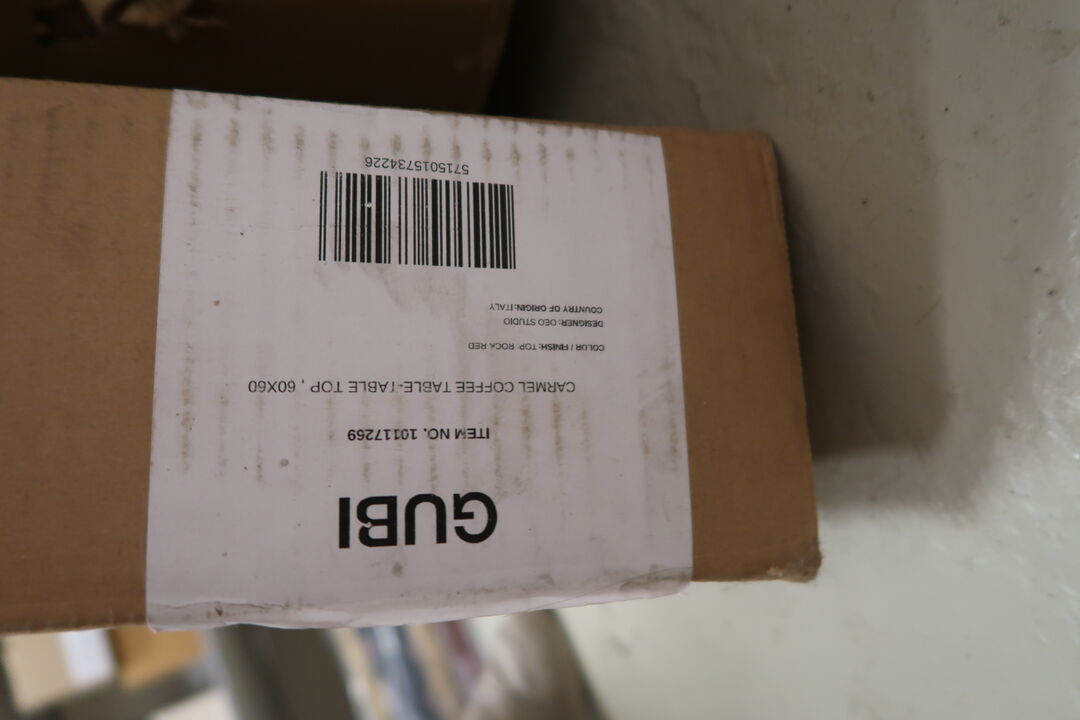 GUBI
ITEM NO. 10117269
CARMEL COFFEE TABLE-TABLE TOP , 60X60
COLOR / FINISH: TOP: ROCK RED
DESIGNER: OEO STUDIO
COUNTRY OF ORIGIN: ITALY
5715015734226